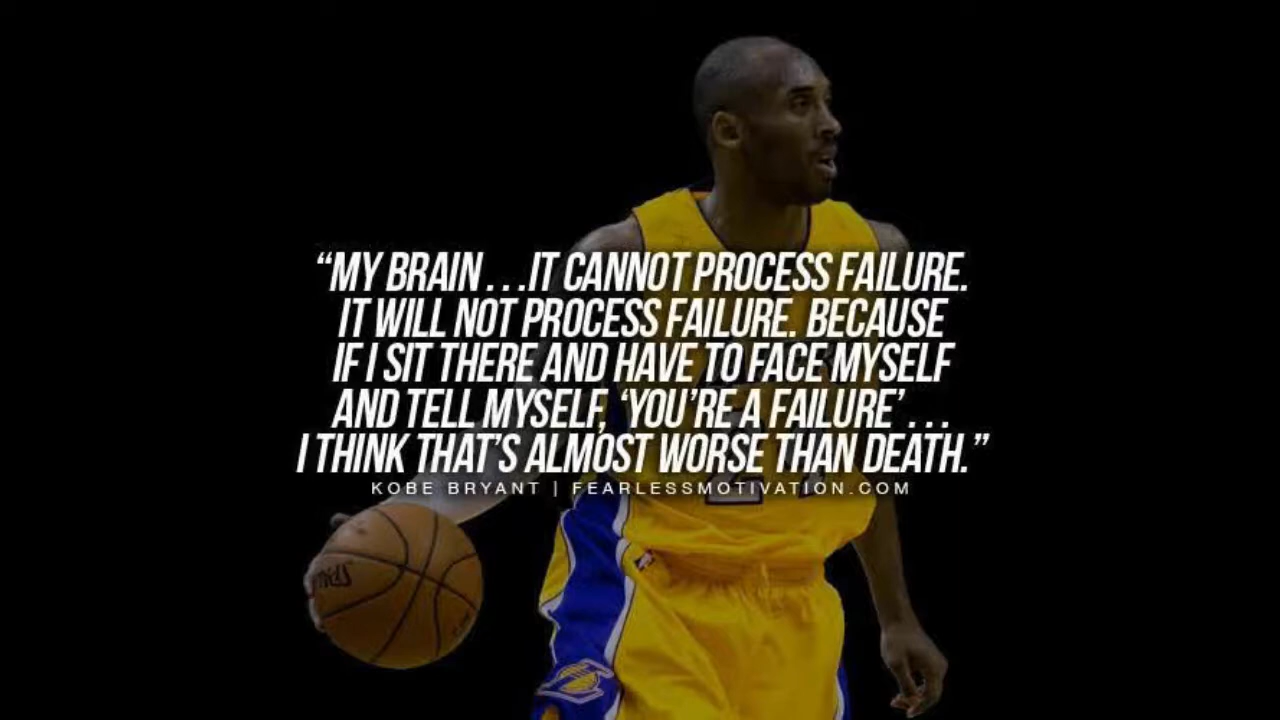 “MY BRAIN . . .IT CANNOT PROCESS FAILURE.
IT WILL NOT PROCESS FAILURE. BECAUSE
IF I SIT THERE AND HAVE TO FACE MYSELF
AND TELL MYSELF, ‘YOU’RE A FAILURE’ . . .
I THINK THAT’S ALMOST WORSE THAN DEATH.”
KOBE BRYANT | FEARLESSMOTIVATION.COM